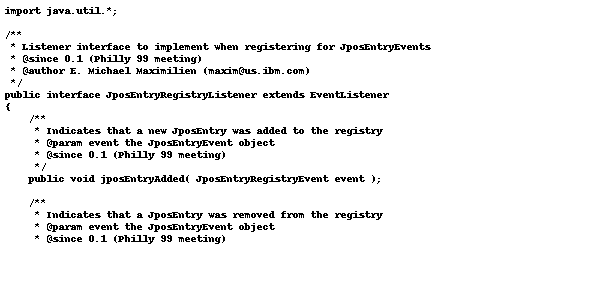 import java.util.*;
/**
 * Listener interface to implement when registering for JposEntryEvents
 * @since 0.1 (Philly 99 meeting)
 * @author E. Michael Maximilien (maxim@us.ibm.com)
 */
public interface JposEntryRegistryListener extends EventListener
{
    /**
     * Indicates that a new JposEntry was added to the registry
     * @param event the JposEntryEvent object
     * @since 0.1 (Philly 99 meeting)
     */
    public void jposEntryAdded( JposEntryRegistryEvent event );
    /**
     * Indicates that a JposEntry was removed from the registry
     * @param event the JposEntryEvent object
     * @since 0.1 (Philly 99 meeting)